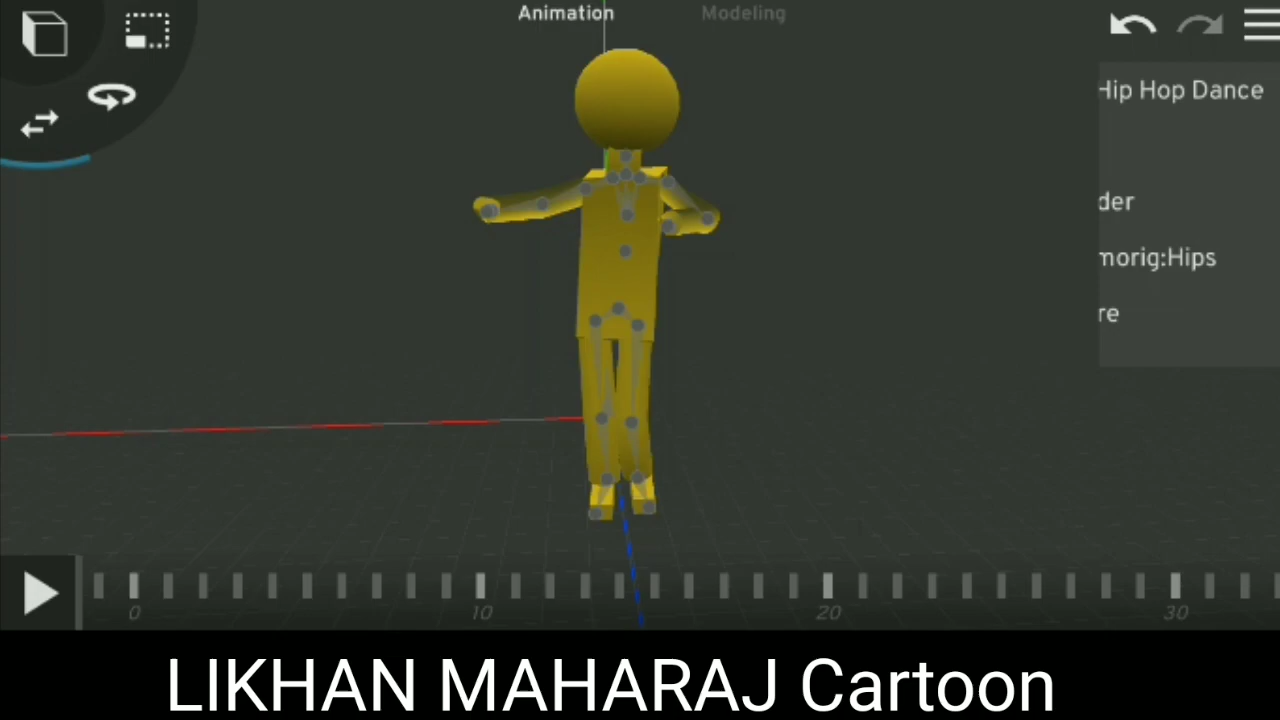 Animation Modeling
Hip Hop Dance
der
morig:Hips
re
0 10 20 30
LIKHAN MAHARAJ Cartoon